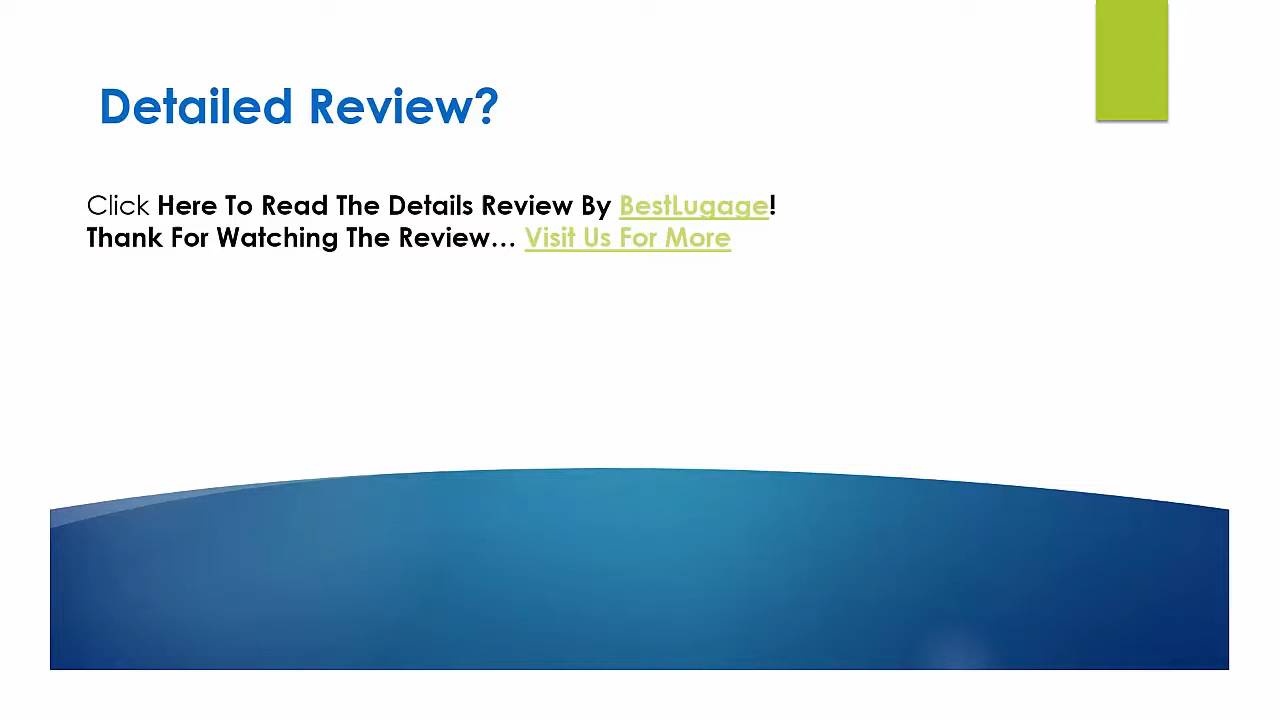 Detailed Review?
Click Here To Read The Details Review By BestLugage!
Thank For Watching The Review… Visit Us For More